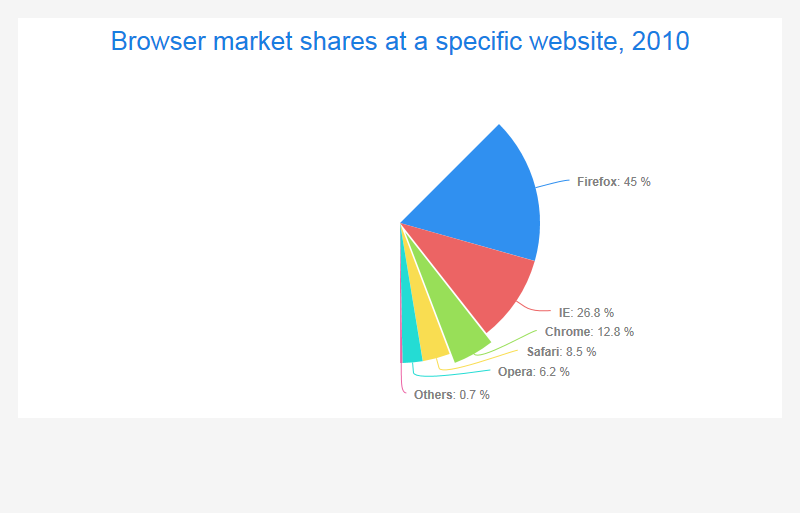 Browser market shares at a specific website, 2010
Firefox: 45 %
IE: 26.8 %
Chrome: 12.8 %
Safari: 8.5 %
Opera: 6.2 %
Others: 0.7 %